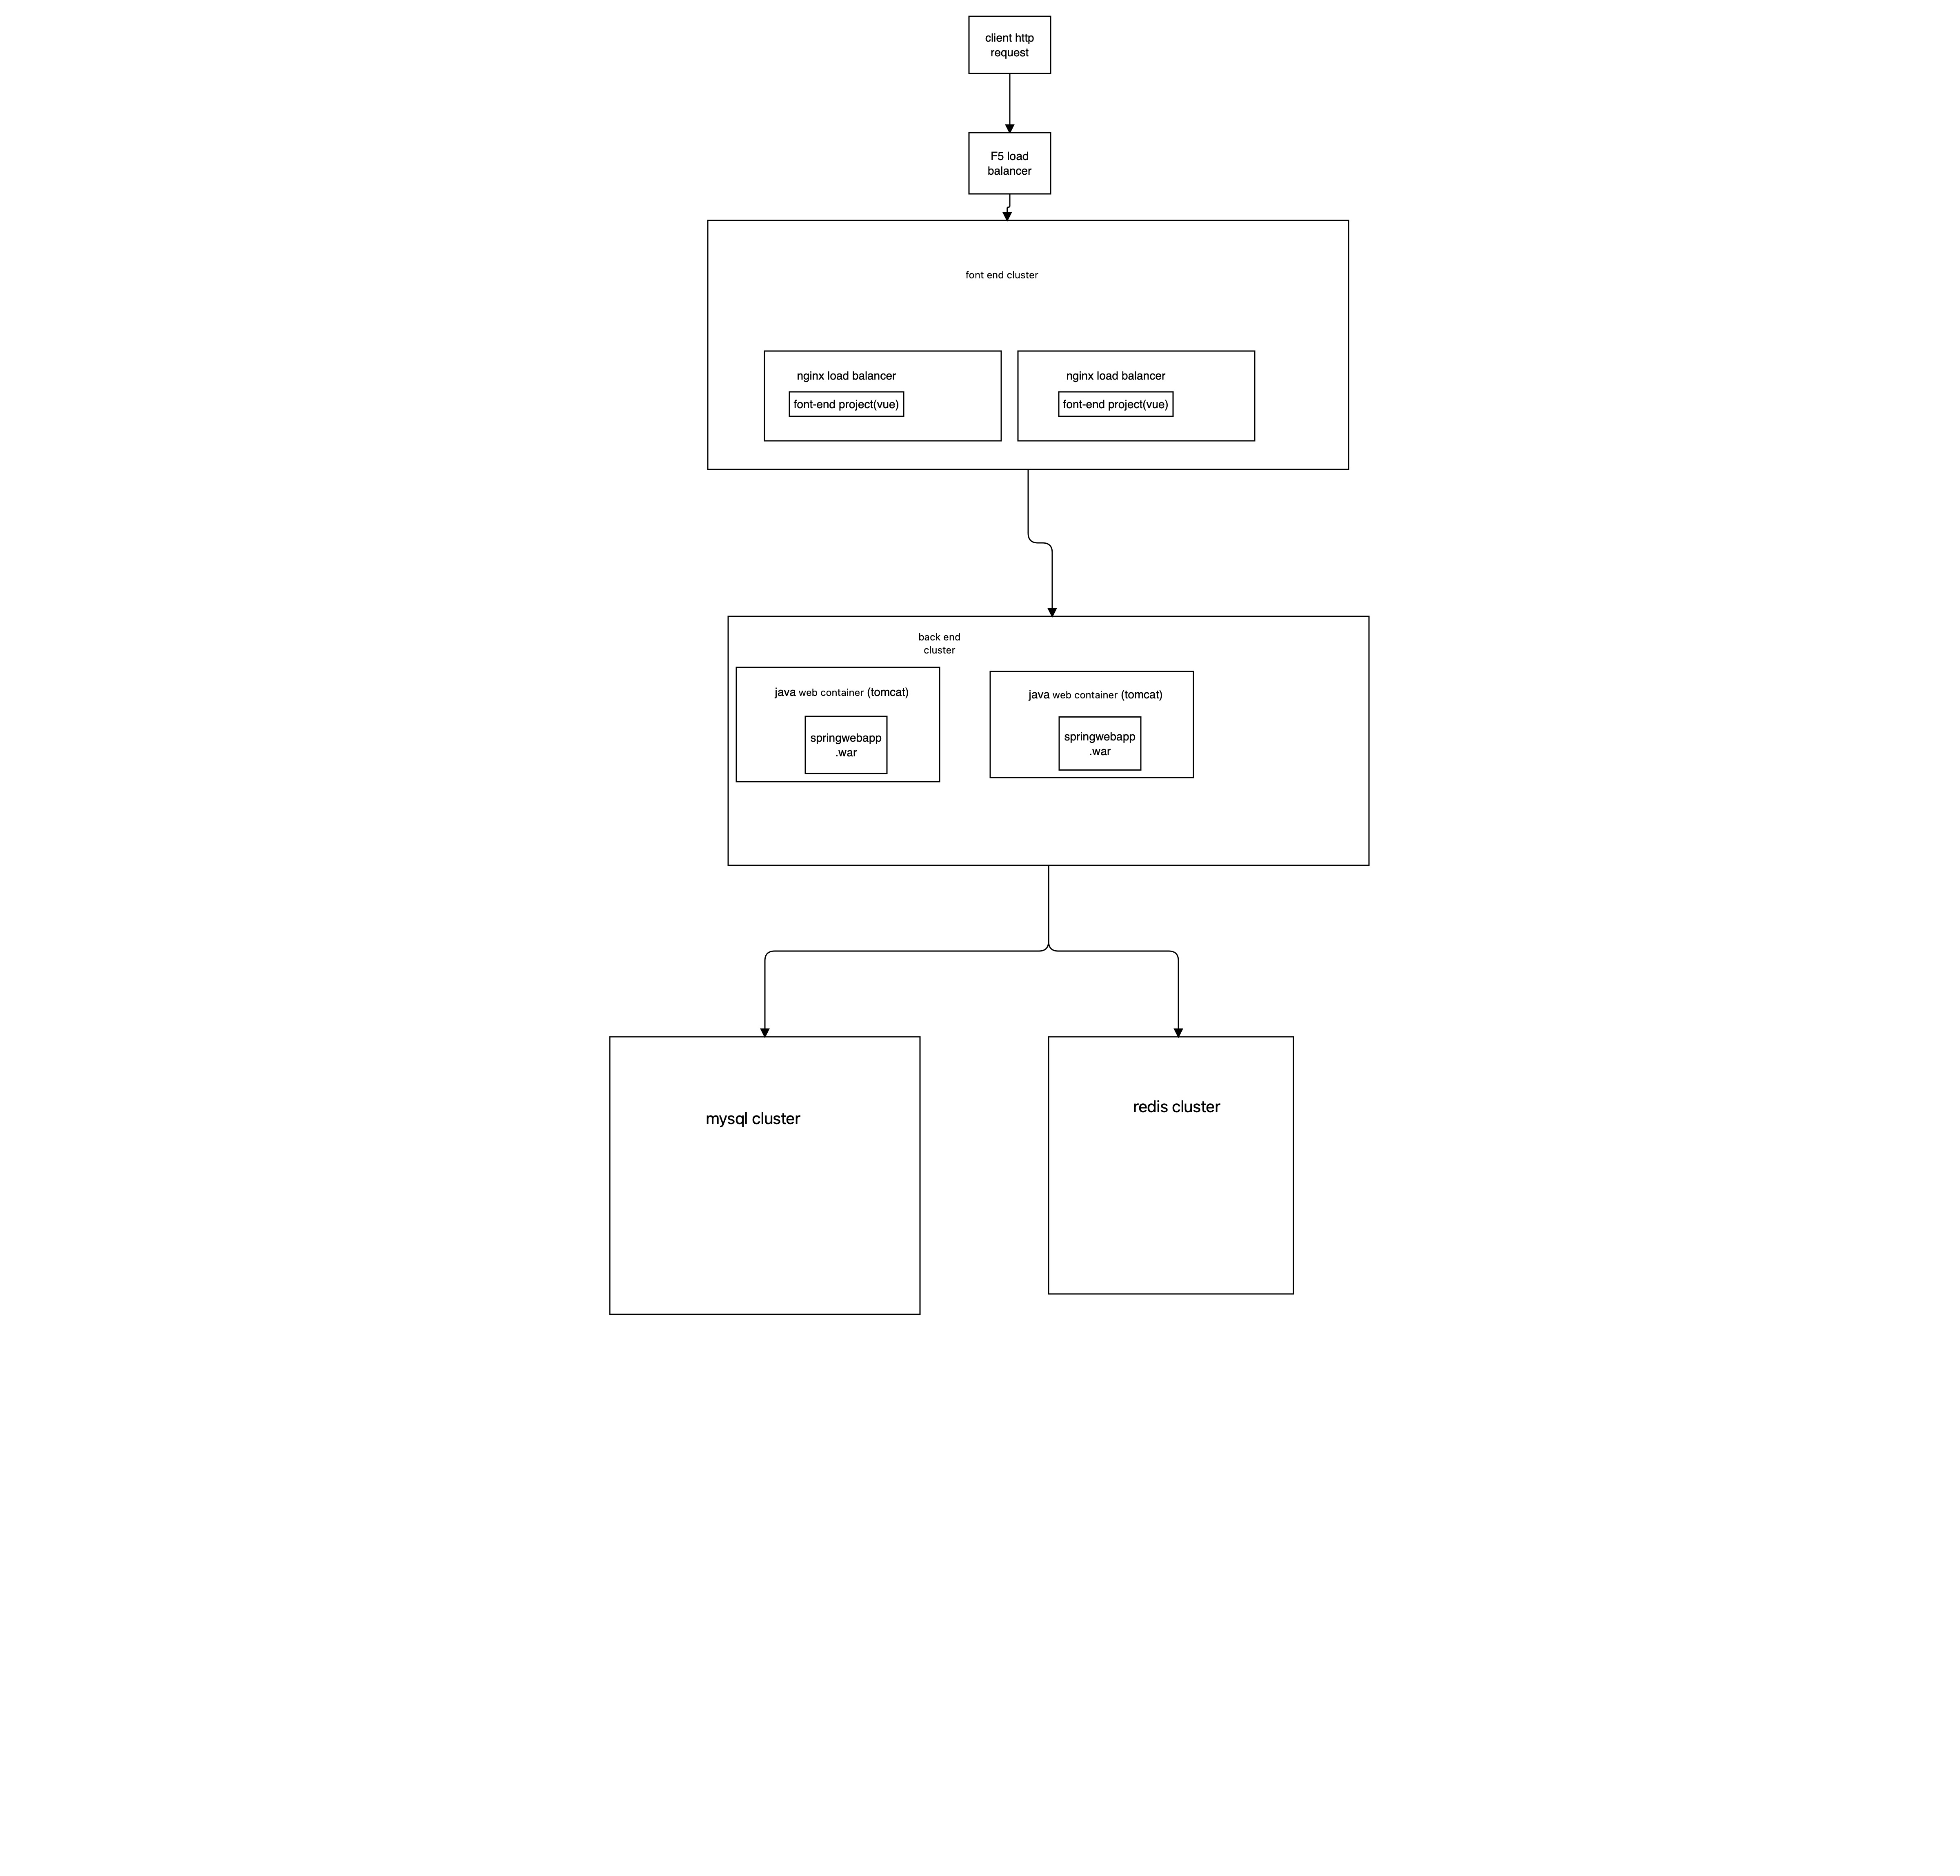 client http
request
F5 load
balancer
font end cluster
nginx load balancer
font-end project(vue)
nginx load balancer
font-end project(vue)
back end
cluster
java web container (tomcat)
springwebapp
.war
java web container (tomcat)
springwebapp
.war
mysql cluster
redis cluster